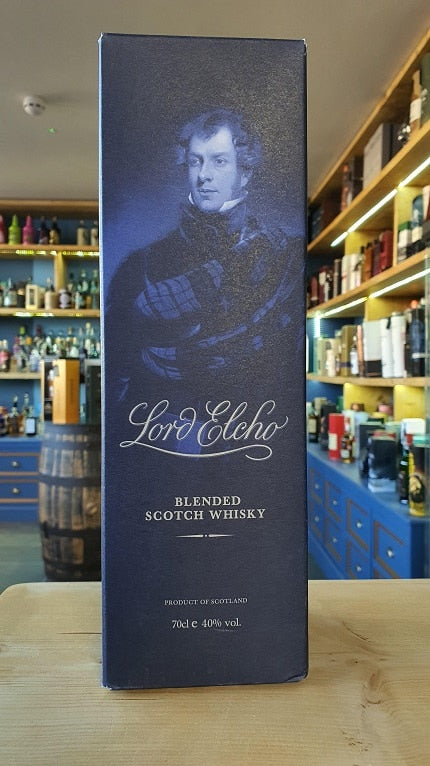 Lord Elcho
BLENDED
SCOTCH WHISKY
PRODUCT OF SCOTLAND
70cl e 40% vol.